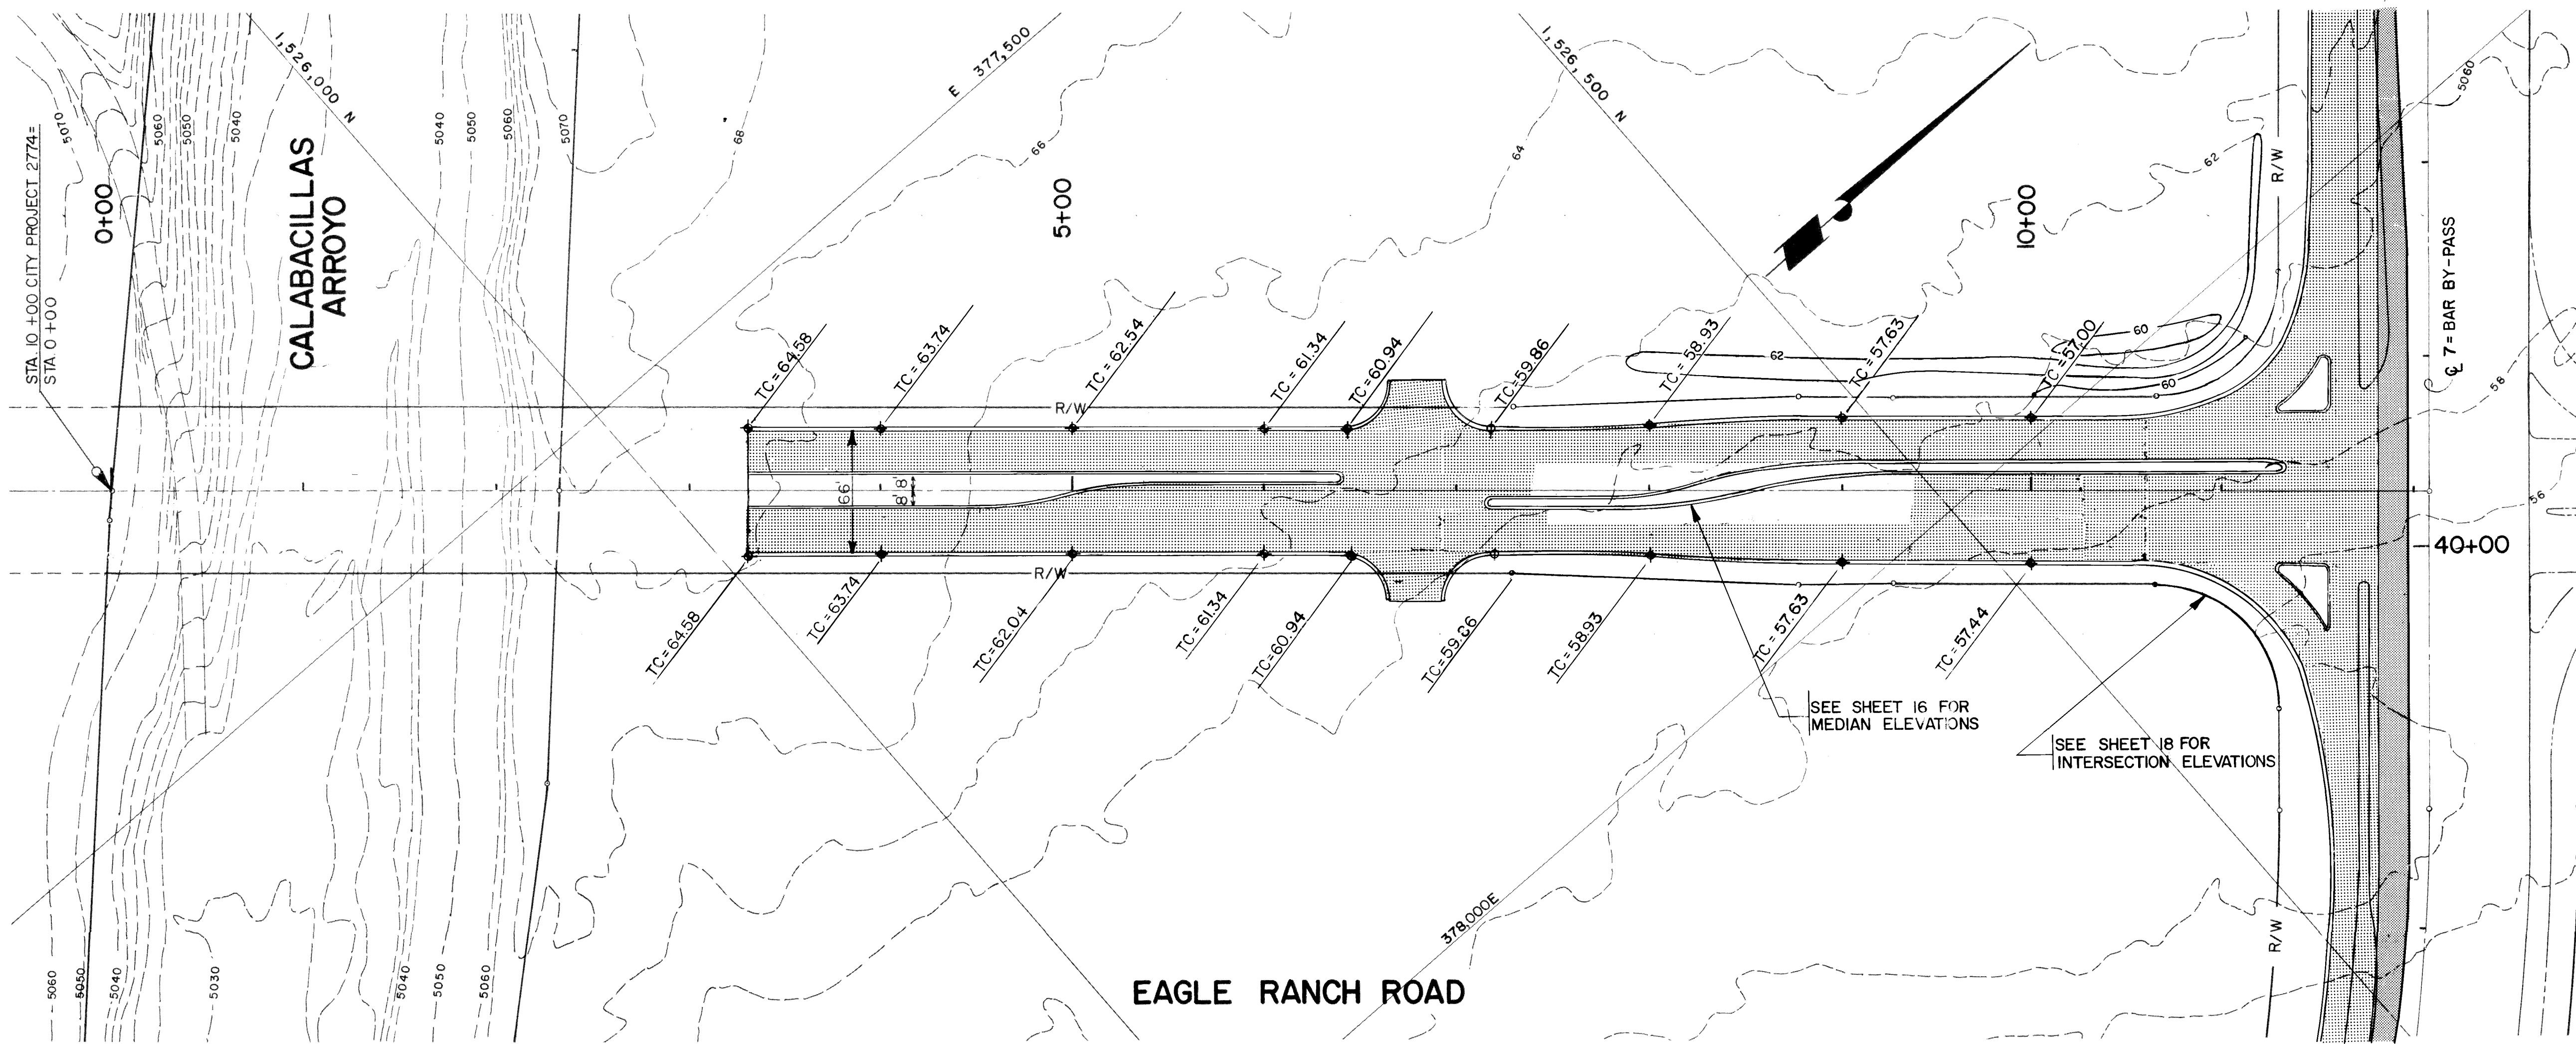 STA. 10+00 CITY PROJECT 2774=
STA. 0+00
5070
0+00
5060
5050
5040
CALABACILLAS
ARROYO
1,526,000 N
5040
5050
5060
5070
68
E 377,500
66
5+00
64
1,526,500 N
10+00
62
R/W
5060
℄ 7=BAR BY-PASS
58
56
40+00
TC=64.58
TC=63.74
TC=62.54
TC=61.34
TC=60.94
TC=59.86
TC=58.93
TC=57.63
TC=57.00
62
60
60
R/W
66'
8'
8'
R/W
TC=64.58
TC=63.74
TC=62.04
TC=61.34
TC=60.94
TC=59.86
TC=58.93
TC=57.63
TC=57.44
SEE SHEET 16 FOR
MEDIAN ELEVATIONS
SEE SHEET 18 FOR
INTERSECTION ELEVATIONS
378,000E
R/W
5060
5050
5040
5030
5040
5050
5060
EAGLE RANCH ROAD